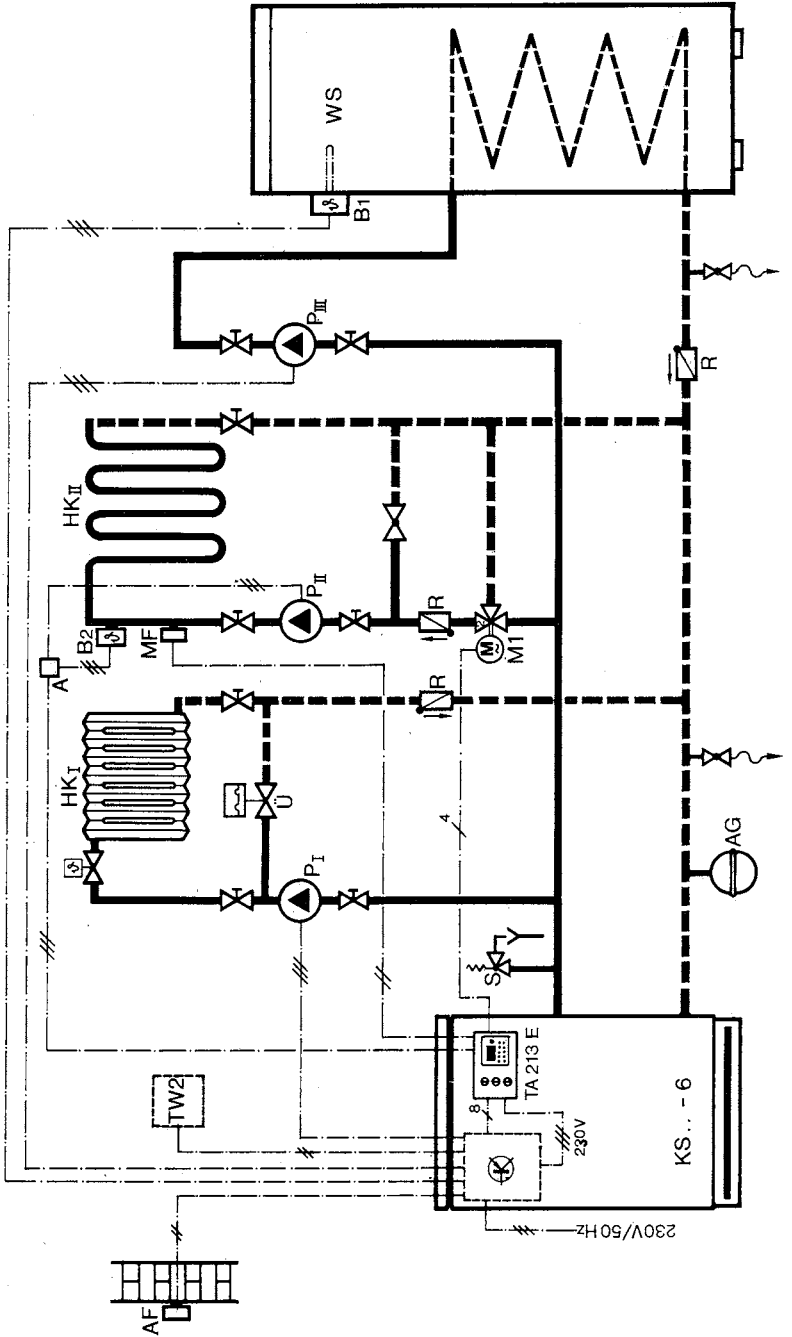 WS
ϑ
B1
PIII
R
HKII
PII
B2
ϑ
MF
A
R
M
~
M1
HKI
ϑ
Ü
R
PI
4
AG
S
TW2
TA 213 E
8
K
230V
KS..-6
230V/50Hz
AF